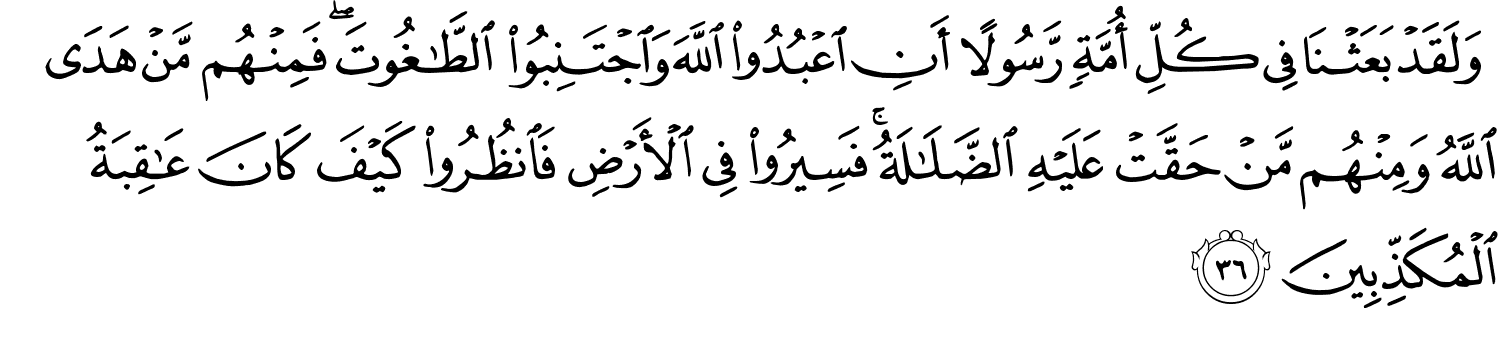 وَلَقَدۡ بَعَثۡنَا فِي كُلِّ أُمَّةٖ رَّسُولًا أَنِ ٱعۡبُدُواْ ٱللَّهَ وَٱجۡتَنِبُواْ ٱلطَّٰغُوتَۖ فَمِنۡهُم مَّنۡ هَدَى
ٱللَّهُ وَمِنۡهُم مَّنۡ حَقَّتۡ عَلَيۡهِ ٱلضَّلَٰلَةُۚ فَسِيرُواْ فِي ٱلۡأَرۡضِ فَٱنظُرُواْ كَيۡفَ كَانَ عَٰقِبَةُ
ٱلۡمُكَذِّبِينَ ٣٦